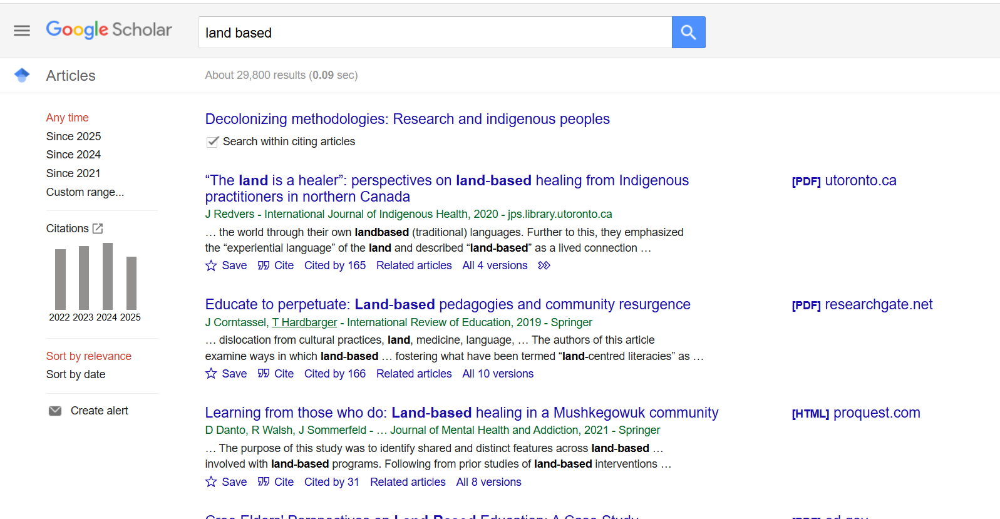 Google Scholar
land based
Articles
About 29,800 results (0.09 sec)
Any time
Since 2025
Since 2024
Since 2021
Custom range...
Citations
2022 2023 2024 2025
Sort by relevance
Sort by date
Create alert
Decolonizing methodologies: Research and indigenous peoples
Search within citing articles
“The land is a healer”: perspectives on land-based healing from Indigenous
practitioners in northern Canada
[PDF] utoronto.ca
J Redvers - International Journal of Indigenous Health, 2020 - jps.library.utoronto.ca
… the world through their own landbased (traditional) languages. Further to this, they emphasized
the “experiential language” of the land and described “land-based” as a lived connection …
Save Cite Cited by 165 Related articles All 4 versions
Educate to perpetuate: Land-based pedagogies and community resurgence
[PDF] researchgate.net
J Corntassel, T Hardbarger - International Review of Education, 2019 - Springer
… dislocation from cultural practices, land, medicine, language, … The authors of this article
examine ways in which land-based … fostering what have been termed “land-centred literacies” as …
Save Cite Cited by 166 Related articles All 10 versions
Learning from those who do: Land-based healing in a Mushkegowuk community
[HTML] proquest.com
D Danto, R Walsh, J Sommerfeld - … Journal of Mental Health and Addiction, 2021 - Springer
… The purpose of this study was to identify shared and distinct features across land-based …
involved with land-based programs. Following from prior studies of land-based interventions …
Save Cite Cited by 31 Related articles All 8 versions
Cree Elders' Perspectives on Land-Based Education: A Case Study
[PDF] ed.gov